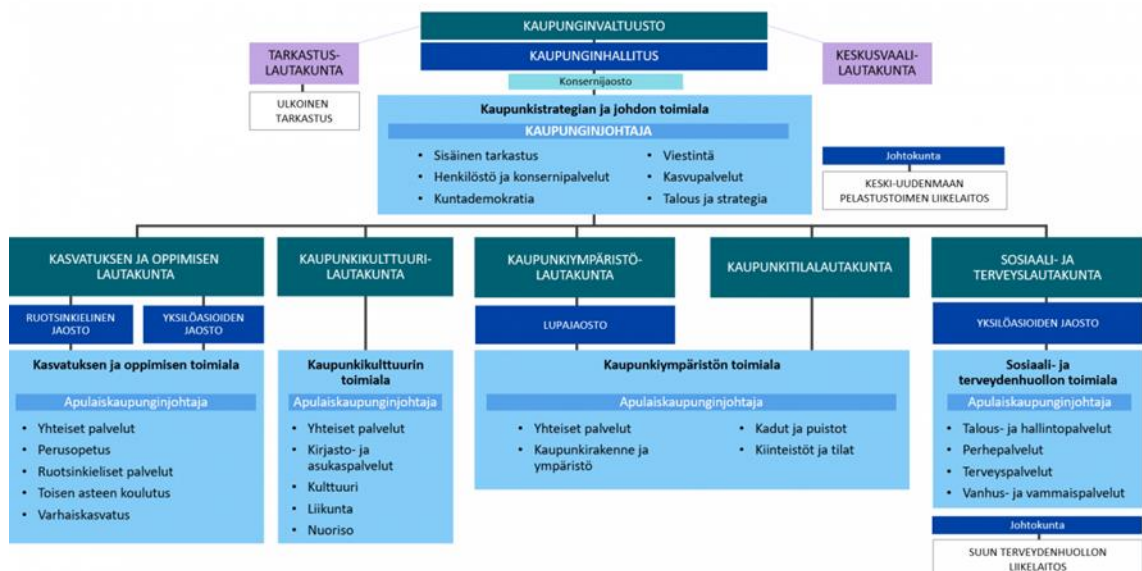 KAUPUNGINVALTUUSTO
TARKASTUS-
LAUTAKUNTA
KAUPUNGINHALLITUS
KESKUSVAALI-
LAUTAKUNTA
Konsernijaosto
ULKOINEN
TARKASTUS
Kaupunkistrategian ja johdon toimiala
KAUPUNGINJOHTAJA
• Sisäinen tarkastus
• Henkilöstö ja konsernipalvelut
• Kuntademokratia
• Viestintä
• Kasvupalvelut
• Talous ja strategia
Johtokunta
KESKI-UUDENMAAN
PELASTUSTOIMEN LIIKELAITOS
KASVATUKSEN JA OPPIMISEN
LAUTAKUNTA
RUOTSINKIELINEN
JAOSTO
YKSILÖASIOIDEN
JAOSTO
Kasvatuksen ja oppimisen toimiala
Apulaiskaupunginjohtaja
• Yhteiset palvelut
• Perusopetus
• Ruotsinkieliset palvelut
• Toisen asteen koulutus
• Varhaiskasvatus
KAUPUNKIKULTTUURI-
LAUTAKUNTA
Kaupunkikulttuurin
toimiala
Apulaiskaupunginjohtaja
• Yhteiset palvelut
• Kirjasto- ja
asukaspalvelut
• Kulttuuri
• Liikunta
• Nuoriso
KAUPUNKIYMPÄRISTÖ-
LAUTAKUNTA
KAUPUNKITILALAUTAKUNTA
LUPAJAOSTO
Kaupunkiympäristön toimiala
Apulaiskaupunginjohtaja
• Yhteiset palvelut
• Kaupunkirakenne ja
ympäristö
• Kadut ja puistot
• Kiinteistöt ja tilat
SOSIAALI- JA
TERVEYSLAUTAKUNTA
YKSILÖASIOIDEN JAOSTO
Sosiaali- ja
terveydenhuollon toimiala
Apulaiskaupunginjohtaja
• Talous- ja hallintopalvelut
• Perhepalvelut
• Terveyspalvelut
• Vanhus- ja vammaispalvelut
Johtokunta
SUUN TERVEYDENHUOLLON
LIIKELAITOS